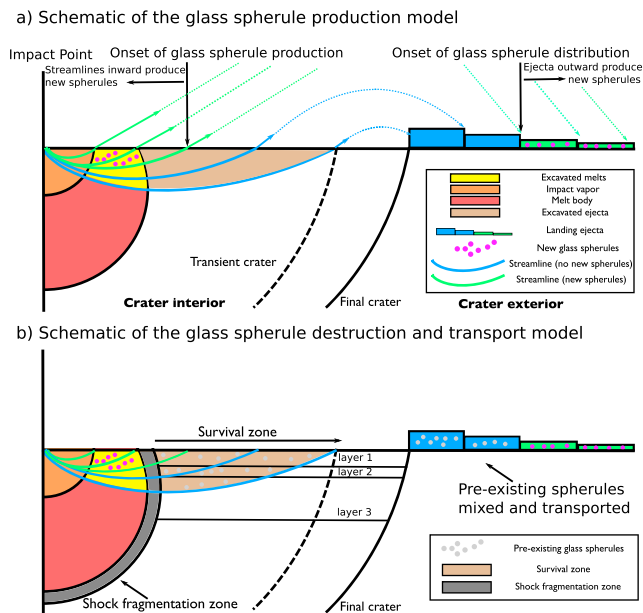 a) Schematic of the glass spherule production model
Impact Point
Onset of glass spherule production
Onset of glass spherule distribution
Streamlines inward produce
new spherules
Ejecta outward produce
new spherules
Excavated melts
Impact vapor
Melt body
Excavated ejecta
Landing ejecta
New glass spherules
Streamline (no new spherules)
Streamline (new spherules)
Transient crater
Crater interior
Final crater
Crater exterior
b) Schematic of the glass spherule destruction and transport model
Survival zone
layer 1
layer 2
layer 3
Pre-existing spherules
mixed and transported
Pre-existing glass spherules
Survival zone
Shock fragmentation zone
Shock fragmentation zone
Final crater